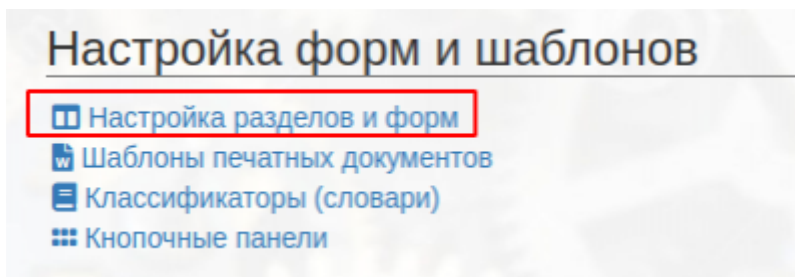 Настройка форм и шаблонов
Настройка разделов и форм
Шаблоны печатных документов
Классификаторы (словари)
Кнопочные панели